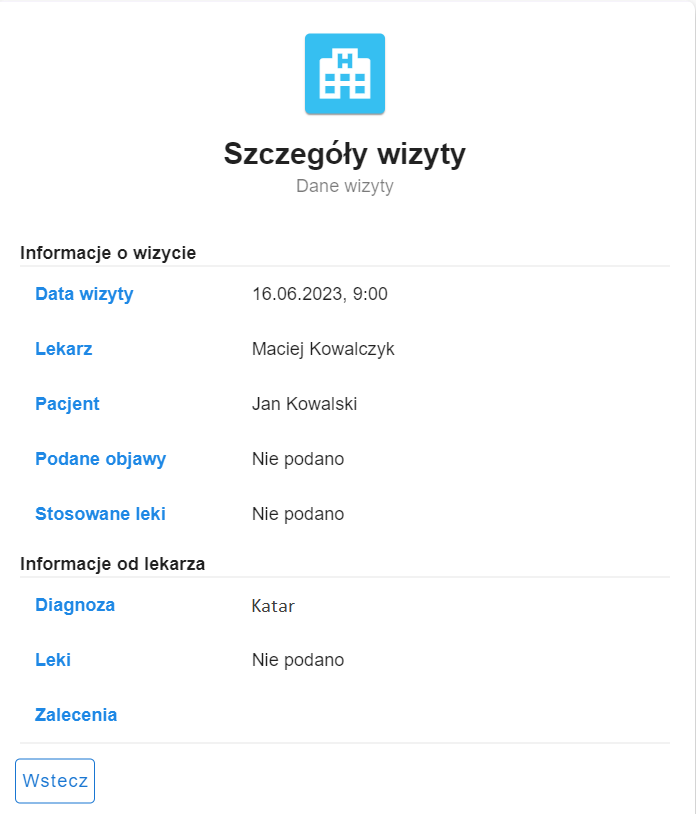 H
Szczegóły wizyty
Dane wizyty
Informacje o wizycie
Data wizyty 16.06.2023, 9:00
Lekarz Maciej Kowalczyk
Pacjent Jan Kowalski
Podane objawy Nie podano
Stosowane leki Nie podano
Informacje od lekarza
Diagnoza Katar
Leki Nie podano
Zalecenia
Wstecz